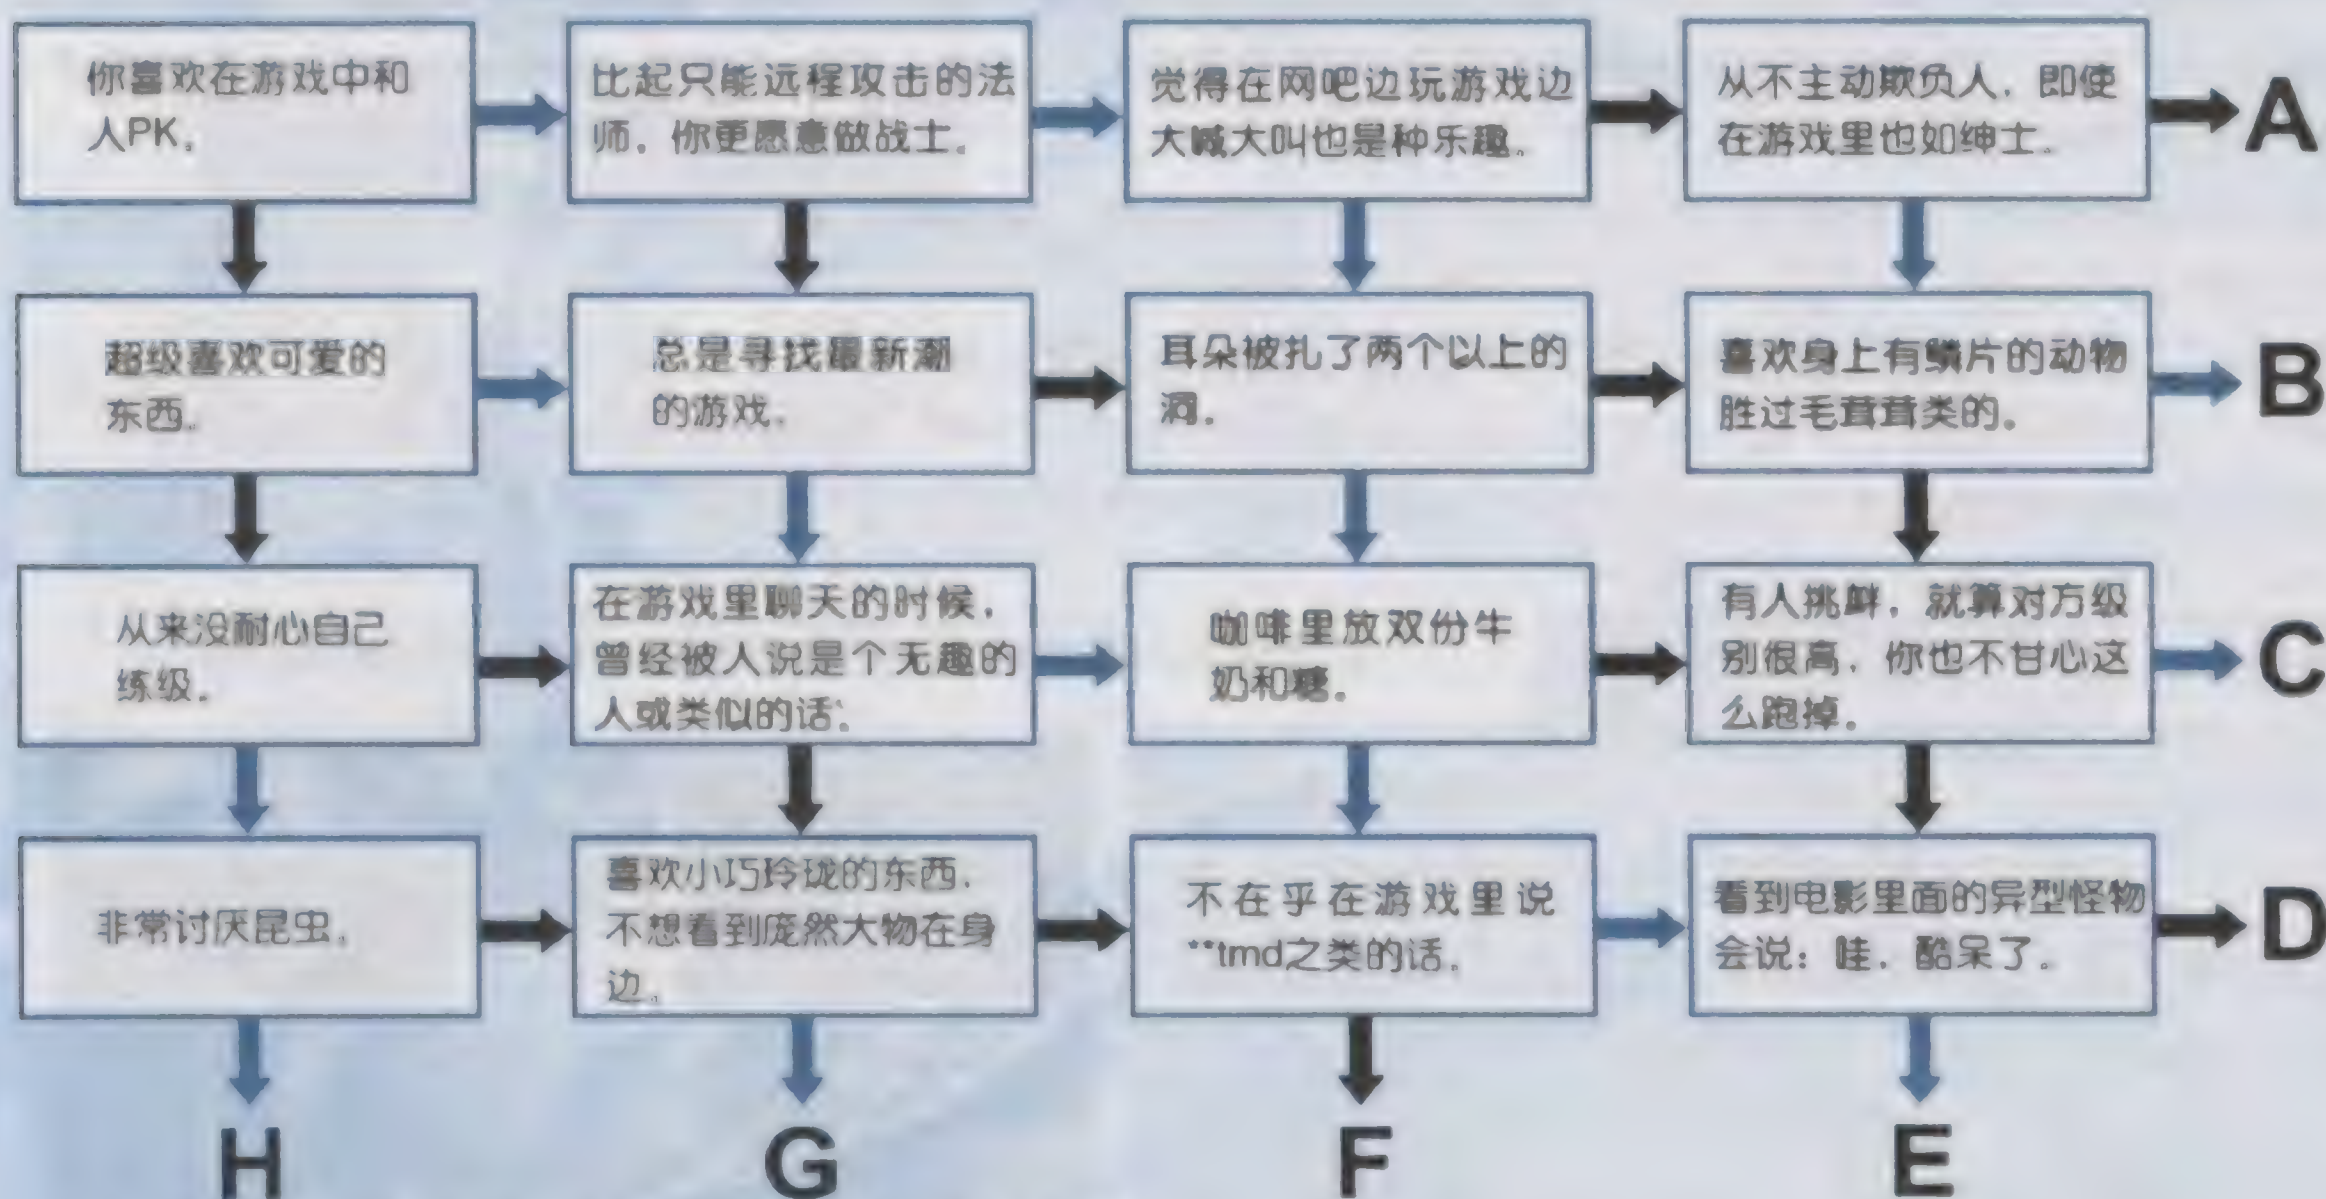 你喜欢在游戏中和
人PK。
比起只能远程攻击的法
师，你更愿意做战士。
觉得在网吧边玩游戏边
大喊大叫也是种乐趣。
从不主动欺负人，即使
在游戏里也如绅士。
A
超级喜欢可爱的
东西。
总是寻找最新潮
的游戏。
耳朵被扎了两个以上的
洞。
喜欢身上有鳞片的动物
胜过毛茸茸类的。
B
从来没耐心自己
练级。
在游戏里聊天的时候，
曾经被人说是个无趣的
人或类似的话。
咖啡里放双份牛
奶和糖。
有人挑衅，就算对方级
别很高，你也不甘心这
么跑掉。
C
非常讨厌昆虫。
喜欢小巧玲珑的东西，
不想看到庞然大物在身
边。
不在乎在游戏里说
**tmd之类的话。
看到电影里面的异型怪物
会说：哇，酷呆了。
D
H
G
F
E